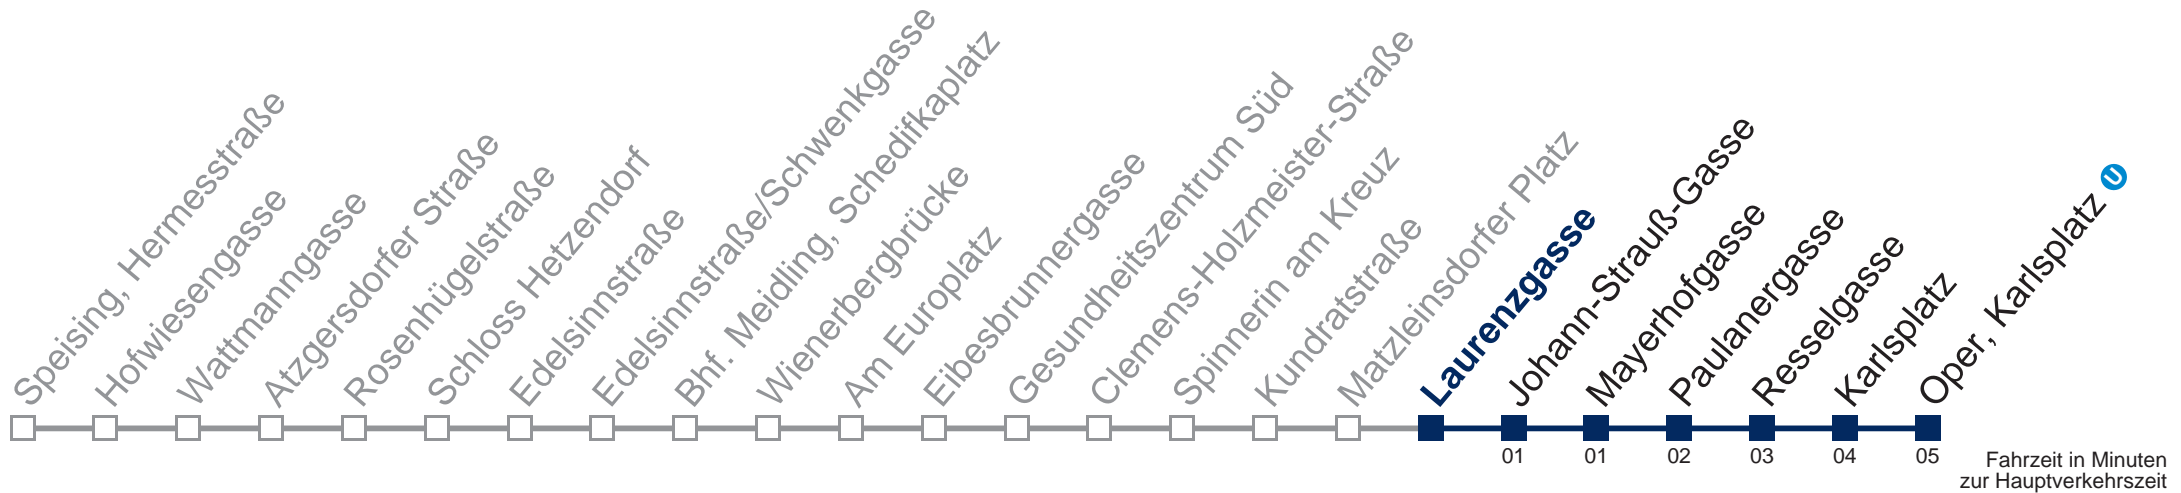 Speising, Hermesstraße
Hofwiesengasse
Wattmanngasse
Atzgersdorfer Straße
Rosenhügelstraße
Schloss Hetzendorf
Edelsinnstraße
Edelsinnstraße/Schwenkgasse
Bhf. Meidling, Schedifkaplatz
Wienerbergbrücke
Am Europlatz
Eibesbrunnergasse
Gesundheitszentrum Süd
Clemens-Holzmeister-Straße
Spinnerin am Kreuz
Kundratstraße
Matzleinsdorfer Platz
Laurenzgasse
Johann-Strauß-Gasse
Mayerhofgasse
Paulanergasse
Resselgasse
Karlsplatz
Oper, Karlsplatz U
01 01 02 03 04 05
Fahrzeit in Minuten
zur Hauptverkehrszeit